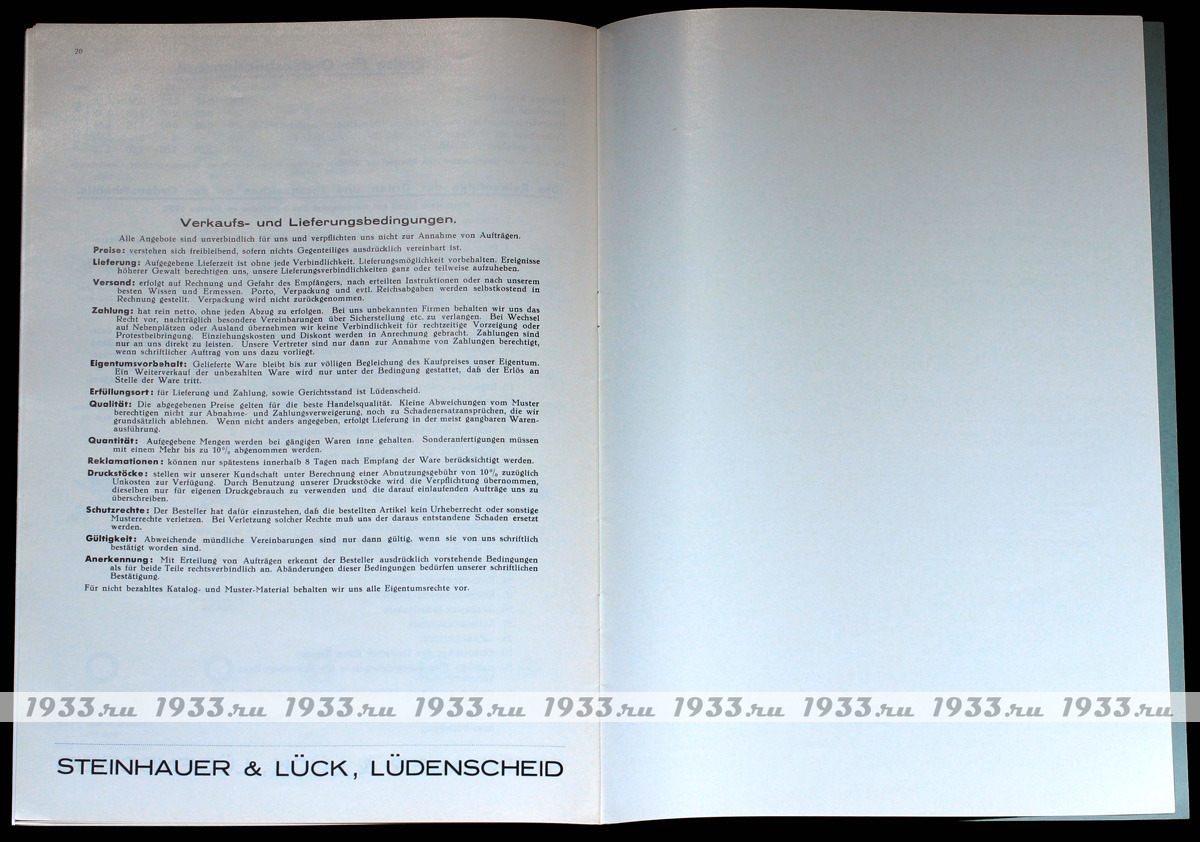 20
Verkaufs- und Lieferungsbedingungen.
Alle Angebote sind unverbindlich für uns und verpflichten uns nicht zur Annahme von Aufträgen.
Preise: verstehen sich freibleibend, sofern nichts Gegenteiliges ausdrücklich vereinbart ist.
Lieferung: Aufgegebene Lieferzeit ist ohne jede Verbindlichkeit. Lieferungsmöglichkeit vorbehalten. Ereignisse
höherer Gewalt berechtigen uns, unsere Lieferungsverbindlichkeiten ganz oder teilweise aufzuheben.
Versand: erfolgt auf Rechnung und Gefahr des Empfängers, nach erteilten Instruktionen oder nach unserem
besten Wissen und Ermessen. Porto, Verpackung und evtl. Reichsabgaben werden selbstkostend in
Rechnung gestellt. Verpackung wird nicht zurückgenommen.
Zahlung: hat rein netto, ohne jeden Abzug zu erfolgen. Bei uns unbekannten Firmen behalten wir uns das
Recht vor, nachträglich besondere Vereinbarungen über Sicherstellung etc. zu verlangen. Bei Wechsel
auf Nebenplätzen oder Ausland übernehmen wir keine Verbindlichkeit für rechtzeitige Vorzeigung oder
Protestbeibringung. Einziehungskosten und Diskont werden in Anrechnung gebracht. Zahlungen sind
nur an uns direkt zu leisten. Unsere Vertreter sind nur dann zur Annahme von Zahlungen berechtigt,
wenn schriftlicher Auftrag von uns dazu vorliegt.
Eigentumsvorbehalt: Gelieferte Ware bleibt bis zur völligen Begleichung des Kaufpreises unser Eigentum.
Ein Weiterverkauf der unbezahlten Ware wird nur unter der Bedingung gestattet, daß der Erlös an
Stelle der Ware tritt.
Erfüllungsort: für Lieferung und Zahlung, sowie Gerichtsstand ist Lüdenscheid.
Qualität: Die abgegebenen Preise gelten für die beste Handelsqualität. Kleine Abweichungen vom Muster
berechtigen nicht zur Abnahme- und Zahlungsverweigerung, noch zu Schadenersatzansprüchen, die wir
grundsätzlich ablehnen. Wenn nicht anders angegeben, erfolgt Lieferung in der meist gangbaren Waren-
ausführung.
Quantität: Aufgegebene Mengen werden bei gängigen Waren inne gehalten. Sonderanfertigungen müssen
mit einem Mehr bis zu 10% abgenommen werden.
Reklamationen: können nur spätestens innerhalb 8 Tagen nach Empfang der Ware berücksichtigt werden.
Druckstöcke: stellen wir unserer Kundschaft unter Berechnung einer Abnutzungsgebühr von 10% zuzüglich
Unkosten zur Verfügung. Durch Benutzung unserer Druckstöcke wird die Verpflichtung übernommen,
dieselben nur für eigenen Druckgebrauch zu verwenden und die darauf einlaufenden Aufträge uns zu
überschreiben.
Schutzrechte: Der Besteller hat dafür einzustehen, daß die bestellten Artikel kein Urheberrecht oder sonstige
Musterrechte verletzen. Bei Verletzung solcher Rechte muß uns der daraus entstandene Schaden ersetzt
werden.
Gültigkeit: Abweichende mündliche Vereinbarungen sind nur dann gültig, wenn sie von uns schriftlich
bestätigt worden sind.
Anerkennung: Mit Erteilung von Aufträgen erkennt der Besteller ausdrücklich vorstehende Bedingungen
als für beide Teile rechtsverbindlich an. Abänderungen dieser Bedingungen bedürfen unserer schriftlichen
Bestätigung.
Für nicht bezahltes Katalog- und Muster-Material behalten wir uns alle Eigentumsrechte vor.
1933.ru 1933.ru 1933.ru 1933.ru 1933.ru 1933.ru 1933.ru 1933.ru 1933.ru
STEINHAUER & LÜCK, LÜDENSCHEID